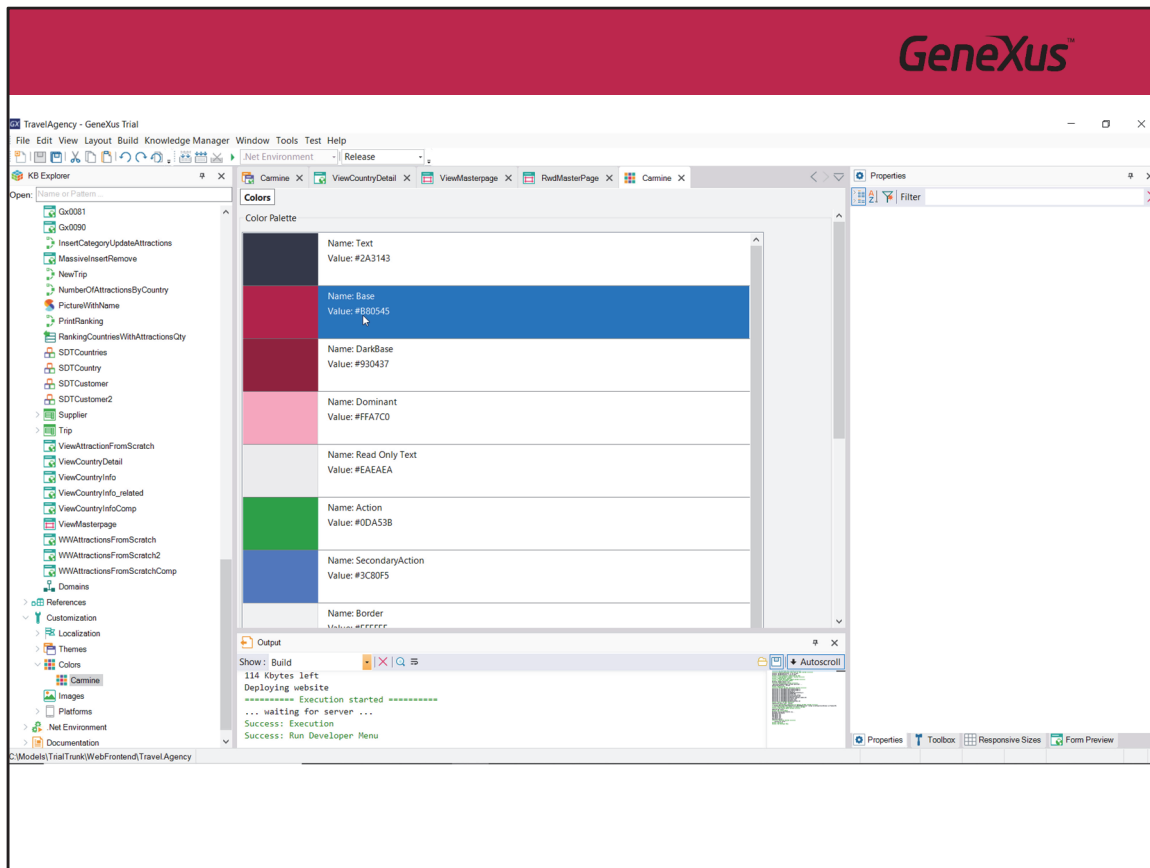 GeneXus™
TravelAgency - GeneXus Trial
File Edit View Layout Build Knowledge Manager Window Tools Test Help
.Net Environment Release
KB Explorer
Open: Name or Pattern...
Gx0081
Gx0090
InsertCategoryUpdateAttractions
MassiveInsertRemove
NewTrip
NumberOfAttractionsByCountry
PictureWithName
PrintRanking
RankingCountriesWithAttractionsQty
SDTCountries
SDTCountry
SDTCustomer
SDTCustomer2
Supplier
Trip
ViewAttractionFromScratch
ViewCountryDetail
ViewCountryInfo
ViewCountryInfo_related
ViewCountryInfoComp
ViewMasterpage
WWAttractionsFromScratch
WWAttractionsFromScratch2
WWAttractionsFromScratchComp
Domains
References
Customization
Localization
Themes
Colors
Carmine
Images
Platforms
.Net Environment
Documentation
Carmine ViewCountryDetail ViewMasterpage RwdMasterPage Carmine
Colors
Color Palette
Name: Text
Value: #2A3143
Name: Base
Value: #B80545
Name: DarkBase
Value: #930437
Name: Dominant
Value: #FFA7C0
Name: Read Only Text
Value: #EAEAEA
Name: Action
Value: #0DA53B
Name: SecondaryAction
Value: #3C80F5
Name: Border
Output
Show: Build Autoscroll
114 Kbytes left
Deploying website
========== Execution started ==========
... waiting for server ...
Success: Execution
Success: Run Developer Menu
Properties
Filter
Properties Toolbox Responsive Sizes Form Preview
C:\Models\TrialTrunk\WebFrontend\TravelAgency